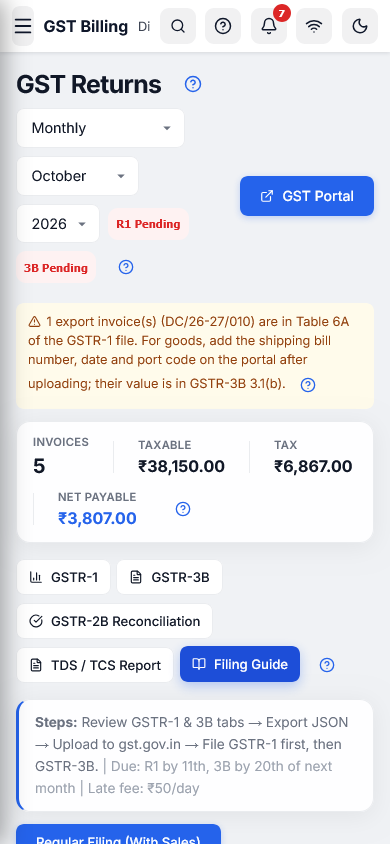 GST Billing Di
7
GST Returns
Monthly
October
GST Portal
2026
R1 Pending
3B Pending
1 export invoice(s) (DC/26-27/010) are in Table 6A
of the GSTR-1 file. For goods, add the shipping bill
number, date and port code on the portal after
uploading; their value is in GSTR-3B 3.1(b).
INVOICES
5
TAXABLE
₹38,150.00
TAX
₹6,867.00
NET PAYABLE
₹3,807.00
GSTR-1
GSTR-3B
GSTR-2B Reconciliation
TDS / TCS Report
Filing Guide
Steps: Review GSTR-1 & 3B tabs → Export JSON
→ Upload to gst.gov.in → File GSTR-1 first, then
GSTR-3B. | Due: R1 by 11th, 3B by 20th of next
month | Late fee: ₹50/day
Regular Filing (With Sales)